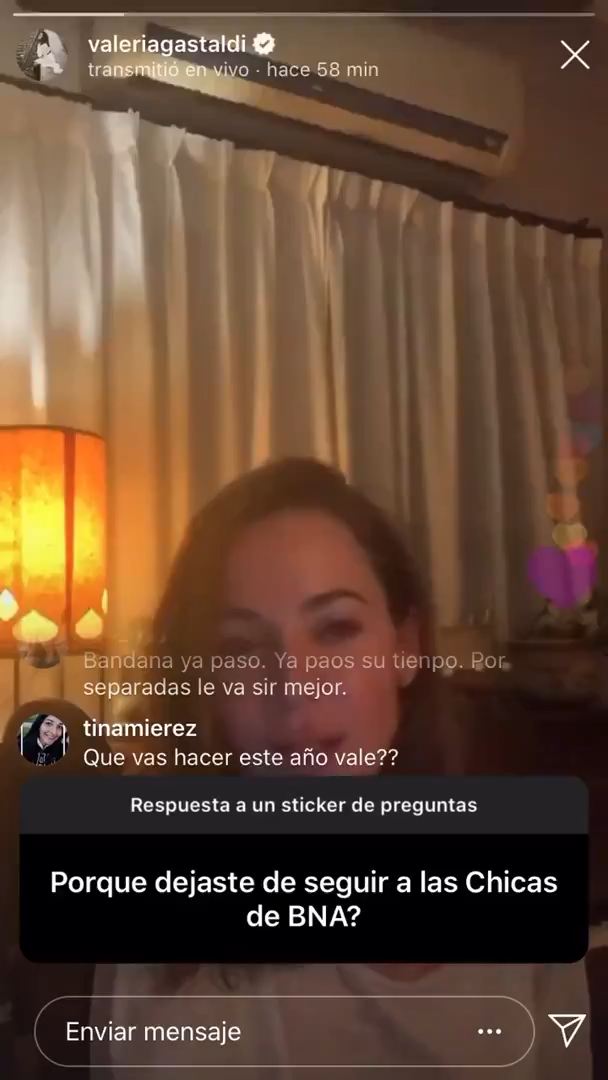 valeriagastaldi
transmitió en vivo · hace 58 min
Bandana ya paso. Ya paos su tienpo. Por
separadas le va sir mejor.
tinamierez
Que vas hacer este año vale??
Respuesta a un sticker de preguntas
Porque dejaste de seguir a las Chicas
de BNA?
Enviar mensaje